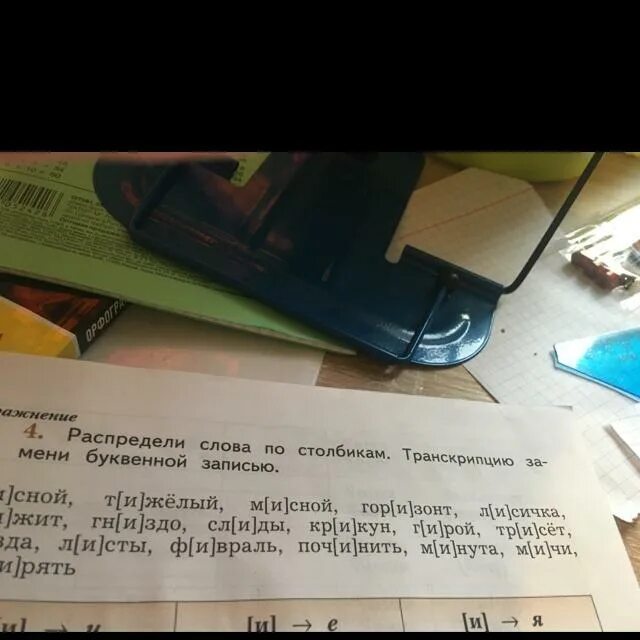 ОРФОГРА
ражнение
4. Распредели слова по столбикам. Транскрипцию за-
мени буквенной записью.
и]сной, т[и]жёлый, м[и]сной, гор[и]зонт, л[и]сичка,
и]жит, гн[и]здо, сл[и]ды, кр[и]кун, г[и]рой, тр[и]сёт,
зда, л[и]сты, ф[и]враль, поч[и]нить, м[и]нута, м[и]чи,
и]рять
[и] → и [и] → е [и] → я